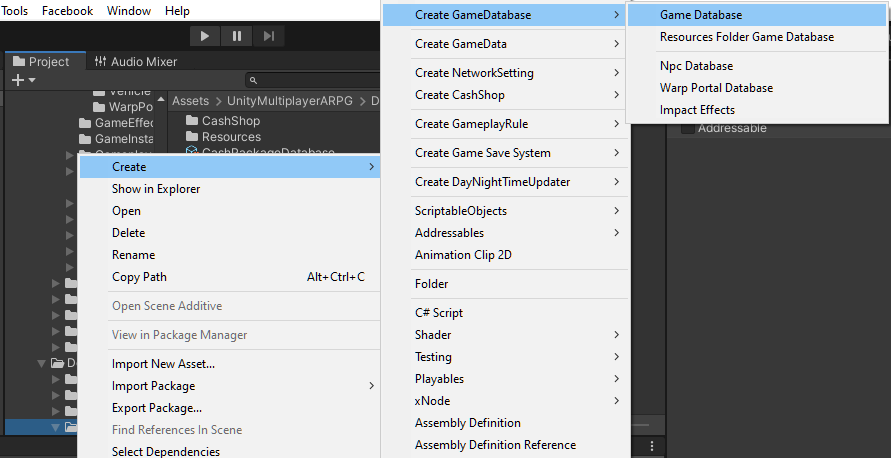 Tools Facebook Window Help
Project
Audio Mixer
Assets > UnityMultiplayerARPG > D
WarpPo
GameEffec
GameInsta
CashShop
Resources
CashPackageDatabase
Create
Show in Explorer
Open
Delete
Rename
Copy Path Alt+Ctrl+C
Open Scene Additive
View in Package Manager
Import New Asset...
Import Package
Export Package...
Find References In Scene
Select Dependencies
Create GameDatabase
Create GameData
Create NetworkSetting
Create CashShop
Create GameplayRule
Create Game Save System
Create DayNightTimeUpdater
ScriptableObjects
Addressables
Animation Clip 2D
Folder
C# Script
Shader
Testing
Playables
xNode
Assembly Definition
Assembly Definition Reference
Game Database
Resources Folder Game Database
Npc Database
Warp Portal Database
Impact Effects
Addressable